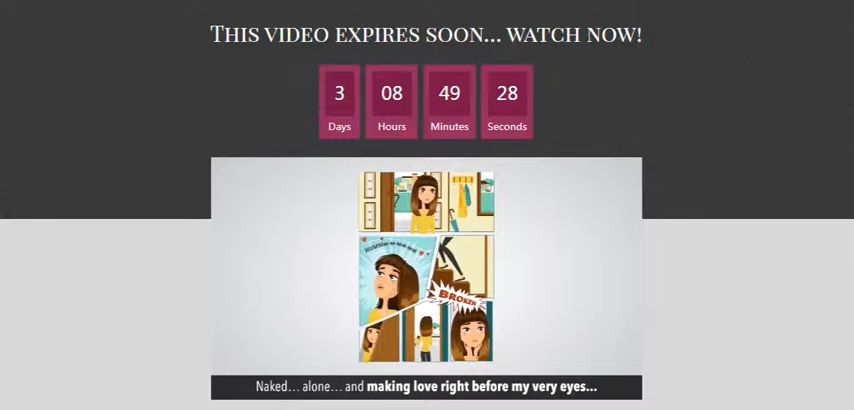 This video expires soon... watch now!
3 08 49 28
Days Hours Minutes Seconds
BROKEN
Naked... alone... and making love right before my very eyes...